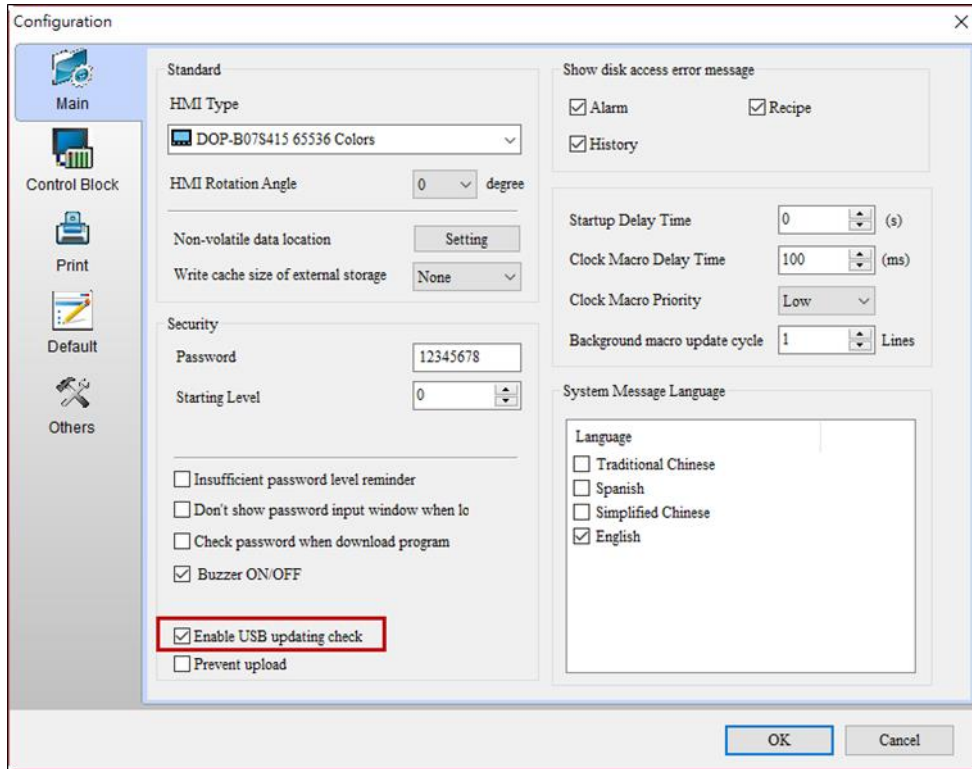 Configuration
Main
Control Block
Print
Default
Others
Standard
HMI Type
DOP-B07S415 65536 Colors
HMI Rotation Angle 0 degree
Non-volatile data location Setting
Write cache size of external storage None
Security
Password 12345678
Starting Level 0
Insufficient password level reminder
Don't show password input window when lo
Check password when download program
Buzzer ON/OFF
Enable USB updating check
Prevent upload
Show disk access error message
Alarm Recipe
History
Startup Delay Time 0 (s)
Clock Macro Delay Time 100 (ms)
Clock Macro Priority Low
Background macro update cycle 1 Lines
System Message Language
Language
Traditional Chinese
Spanish
Simplified Chinese
English
OK Cancel